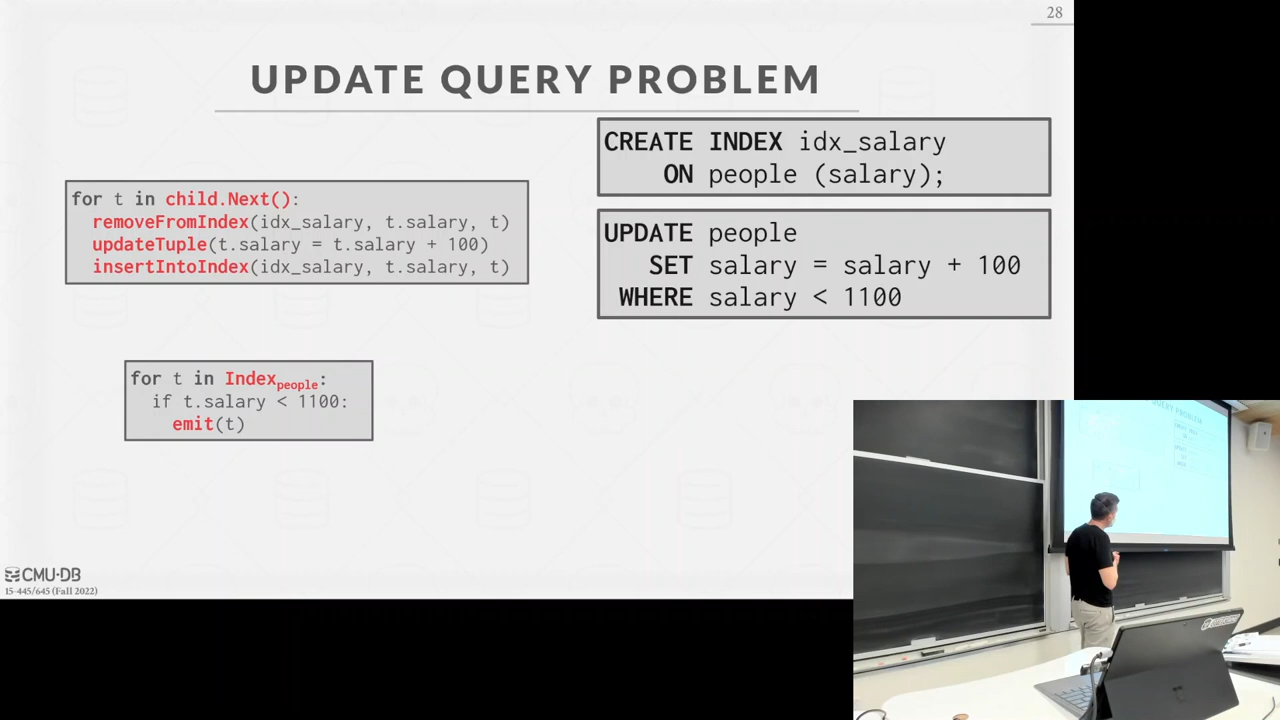 28
UPDATE QUERY PROBLEM
CREATE INDEX idx_salary
ON people (salary);
for t in child.Next():
removeFromIndex(idx_salary, t.salary, t)
updateTuple(t.salary = t.salary + 100)
insertIntoIndex(idx_salary, t.salary, t)
UPDATE people
SET salary = salary + 100
WHERE salary < 1100
for t in Indexpeople:
if t.salary < 1100:
emit(t)
CMU·DB
15-445/645 (Fall 2022)
QUERY PROBLEM